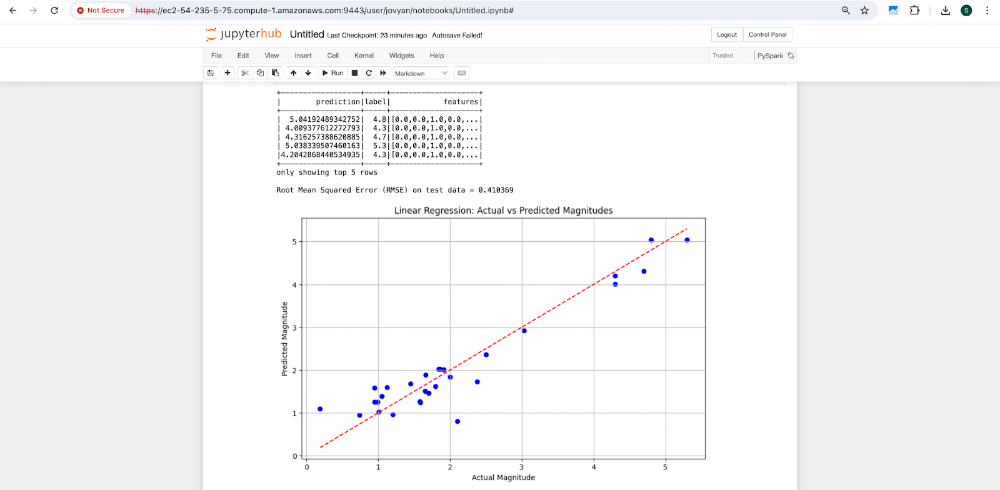 Not Secure https://ec2-54-235-5-75.compute-1.amazonaws.com:9443/user/jovyan/notebooks/Untitled.ipynb# S
jupyterhub Untitled Last Checkpoint: 23 minutes ago Autosave Failed! Logout Control Panel
File Edit View Insert Cell Kernel Widgets Help Trusted PySpark
Run Markdown
+------------------+-----+--------------------+
| prediction|label| features|
+------------------+-----+--------------------+
| 5.04192489342752| 4.8|[0.0,0.0,1.0,0.0,...|
| 4.009377612272793| 4.3|[0.0,0.0,1.0,0.0,...|
| 4.316257388620885| 4.7|[0.0,0.0,1.0,0.0,...|
| 5.038339507460163| 5.3|[0.0,0.0,1.0,0.0,...|
|4.2042868440534935| 4.3|[0.0,0.0,1.0,0.0,...|
+------------------+-----+--------------------+
only showing top 5 rows
Root Mean Squared Error (RMSE) on test data = 0.410369
Linear Regression: Actual vs Predicted Magnitudes
Predicted Magnitude
5
4
3
2
1
0
0 1 2 3 4 5
Actual Magnitude